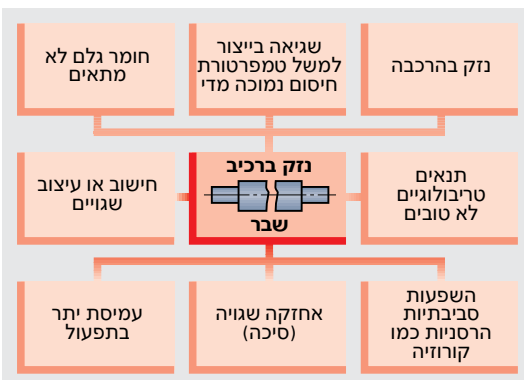 נזק בהרכבה
שגיאה בייצור
למשל טמפרטורת
חיסום נמוכה מדי
חומר גלם לא
מתאים
תנאים
טריבולוגיים
לא טובים
נזק ברכיב
שבר
חישוב או עיצוב
שגויים
השפעות
סביבתיות
הרסניות כמו
קורוזיה
אחזקה שגויה
(סיכה)
עמיסת יתר
בתפעול